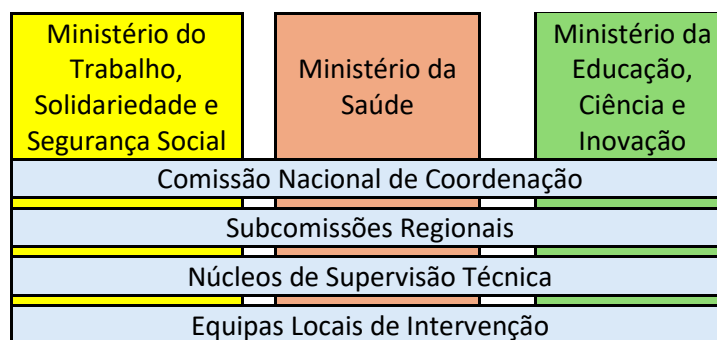 Ministério do
Trabalho,
Solidariedade e
Segurança Social
Ministério da
Saúde
Ministério da
Educação,
Ciência e
Inovação
Comissão Nacional de Coordenação
Subcomissões Regionais
Núcleos de Supervisão Técnica
Equipas Locais de Intervenção